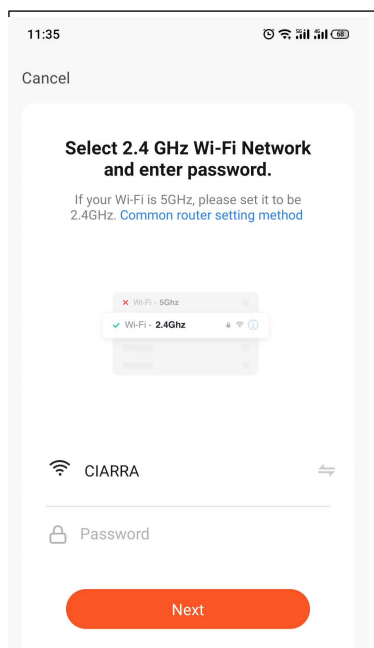 11:35
68
Cancel
Select 2.4 GHz Wi-Fi Network
and enter password.
If your Wi-Fi is 5GHz, please set it to be
2.4GHz. Common router setting method
Wi-Fi - 5Ghz
Wi-Fi - 2.4Ghz
CIARRA
Password
Next